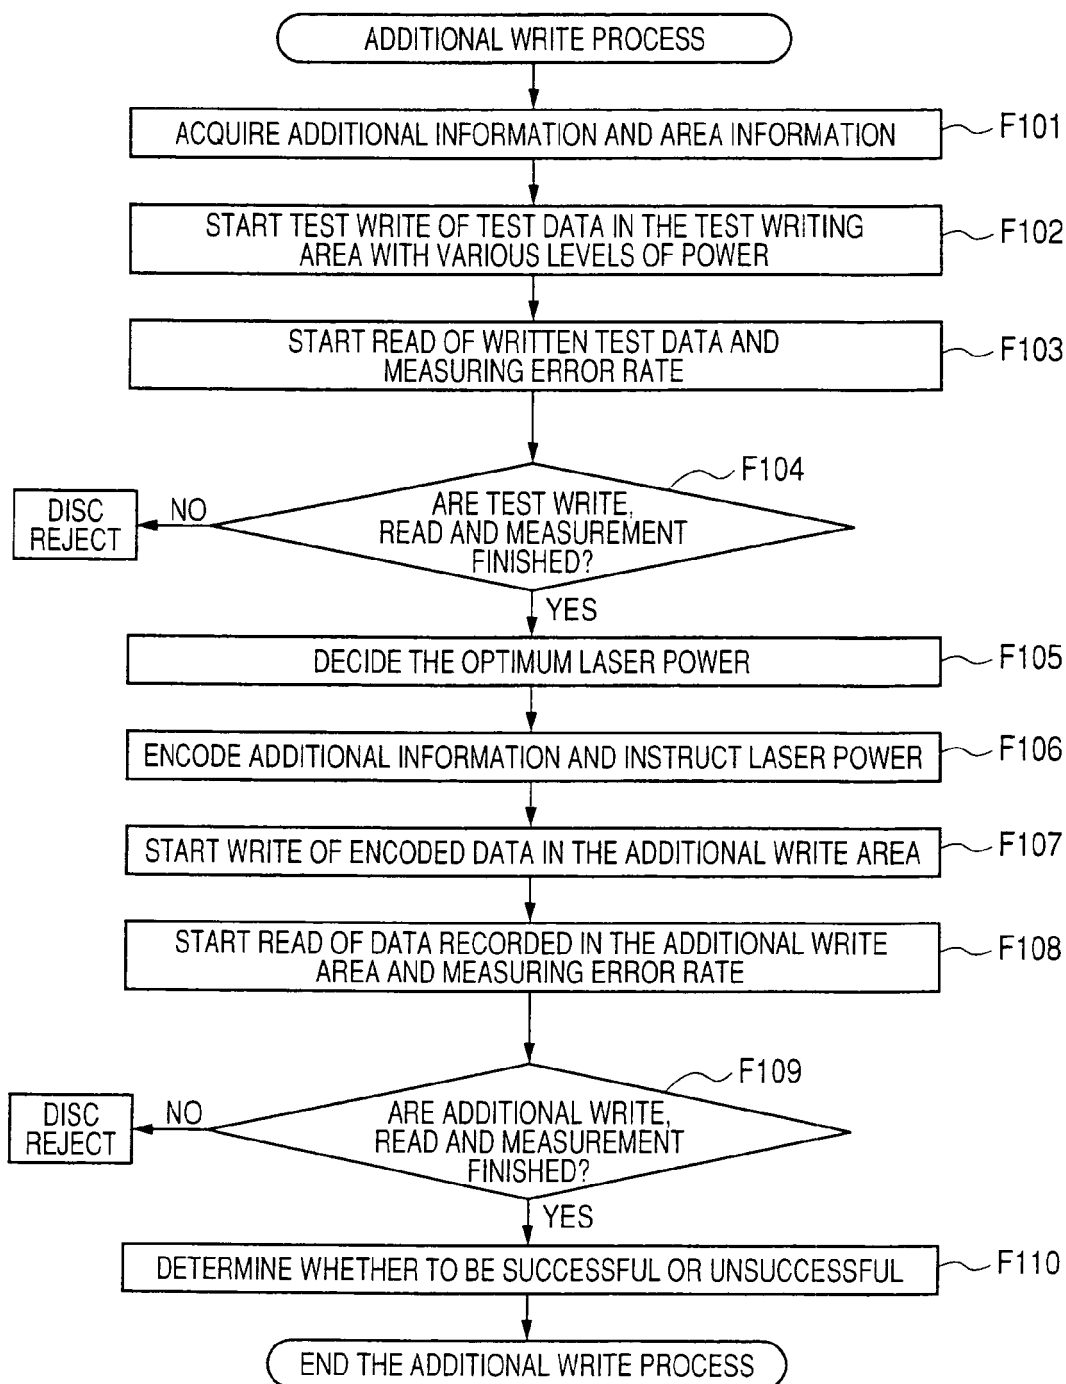 ADDITIONAL WRITE PROCESS
ACQUIRE ADDITIONAL INFORMATION AND AREA INFORMATION
F101
START TEST WRITE OF TEST DATA IN THE TEST WRITING
AREA WITH VARIOUS LEVELS OF POWER
F102
START READ OF WRITTEN TEST DATA AND
MEASURING ERROR RATE
F103
F104
ARE TEST WRITE,
READ AND MEASUREMENT
FINISHED?
NO
DISC
REJECT
YES
DECIDE THE OPTIMUM LASER POWER
F105
ENCODE ADDITIONAL INFORMATION AND INSTRUCT LASER POWER
F106
START WRITE OF ENCODED DATA IN THE ADDITIONAL WRITE AREA
F107
START READ OF DATA RECORDED IN THE ADDITIONAL WRITE
AREA AND MEASURING ERROR RATE
F108
F109
ARE ADDITIONAL WRITE,
READ AND MEASUREMENT
FINISHED?
NO
DISC
REJECT
YES
DETERMINE WHETHER TO BE SUCCESSFUL OR UNSUCCESSFUL
F110
END THE ADDITIONAL WRITE PROCESS